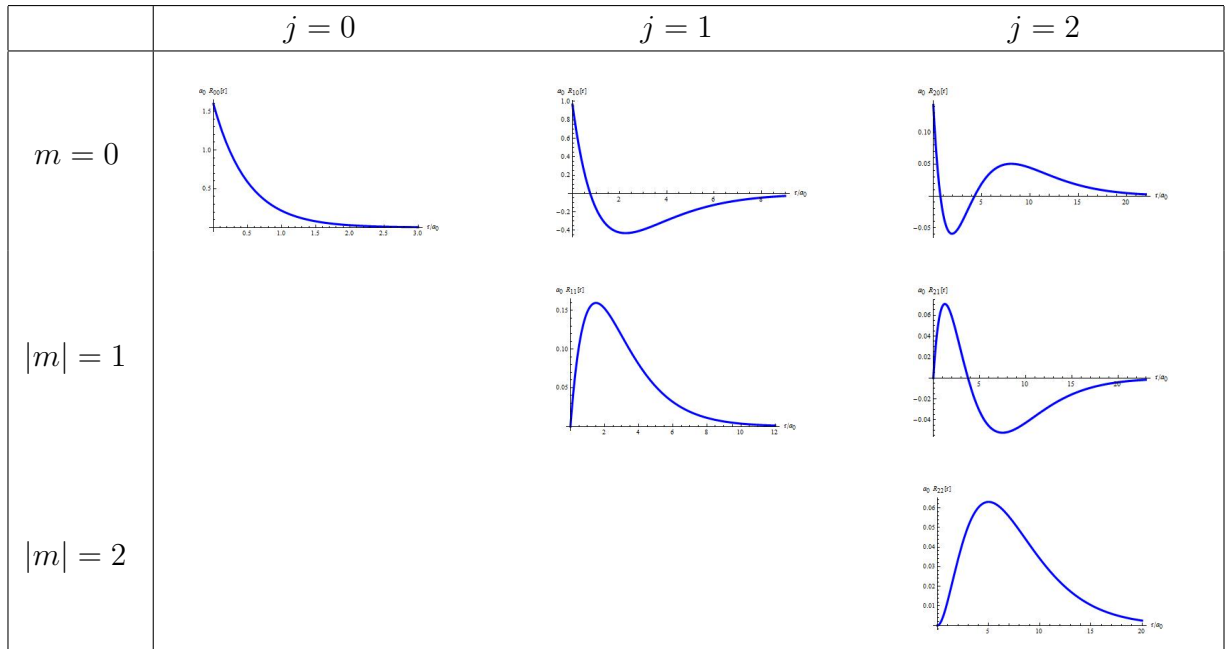 j = 0 j = 1 j = 2
m = 0
a₀ R₀₀[r]
1.5
1.0
0.5
0.5 1.0 1.5 2.0 2.5 3.0 r/a₀
a₀ R₁₀[r]
1.0
0.8
0.6
0.4
0.2
−0.2
−0.4
2 4 6 8 r/a₀
a₀ R₂₀[r]
0.10
0.05
−0.05
5 10 15 20 r/a₀
|m| = 1
a₀ R₁₁[r]
0.15
0.10
0.05
2 4 6 8 10 12 r/a₀
a₀ R₂₁[r]
0.06
0.04
0.02
−0.02
−0.04
5 10 15 20 r/a₀
|m| = 2
a₀ R₂₂[r]
0.06
0.05
0.04
0.03
0.02
0.01
5 10 15 20 r/a₀